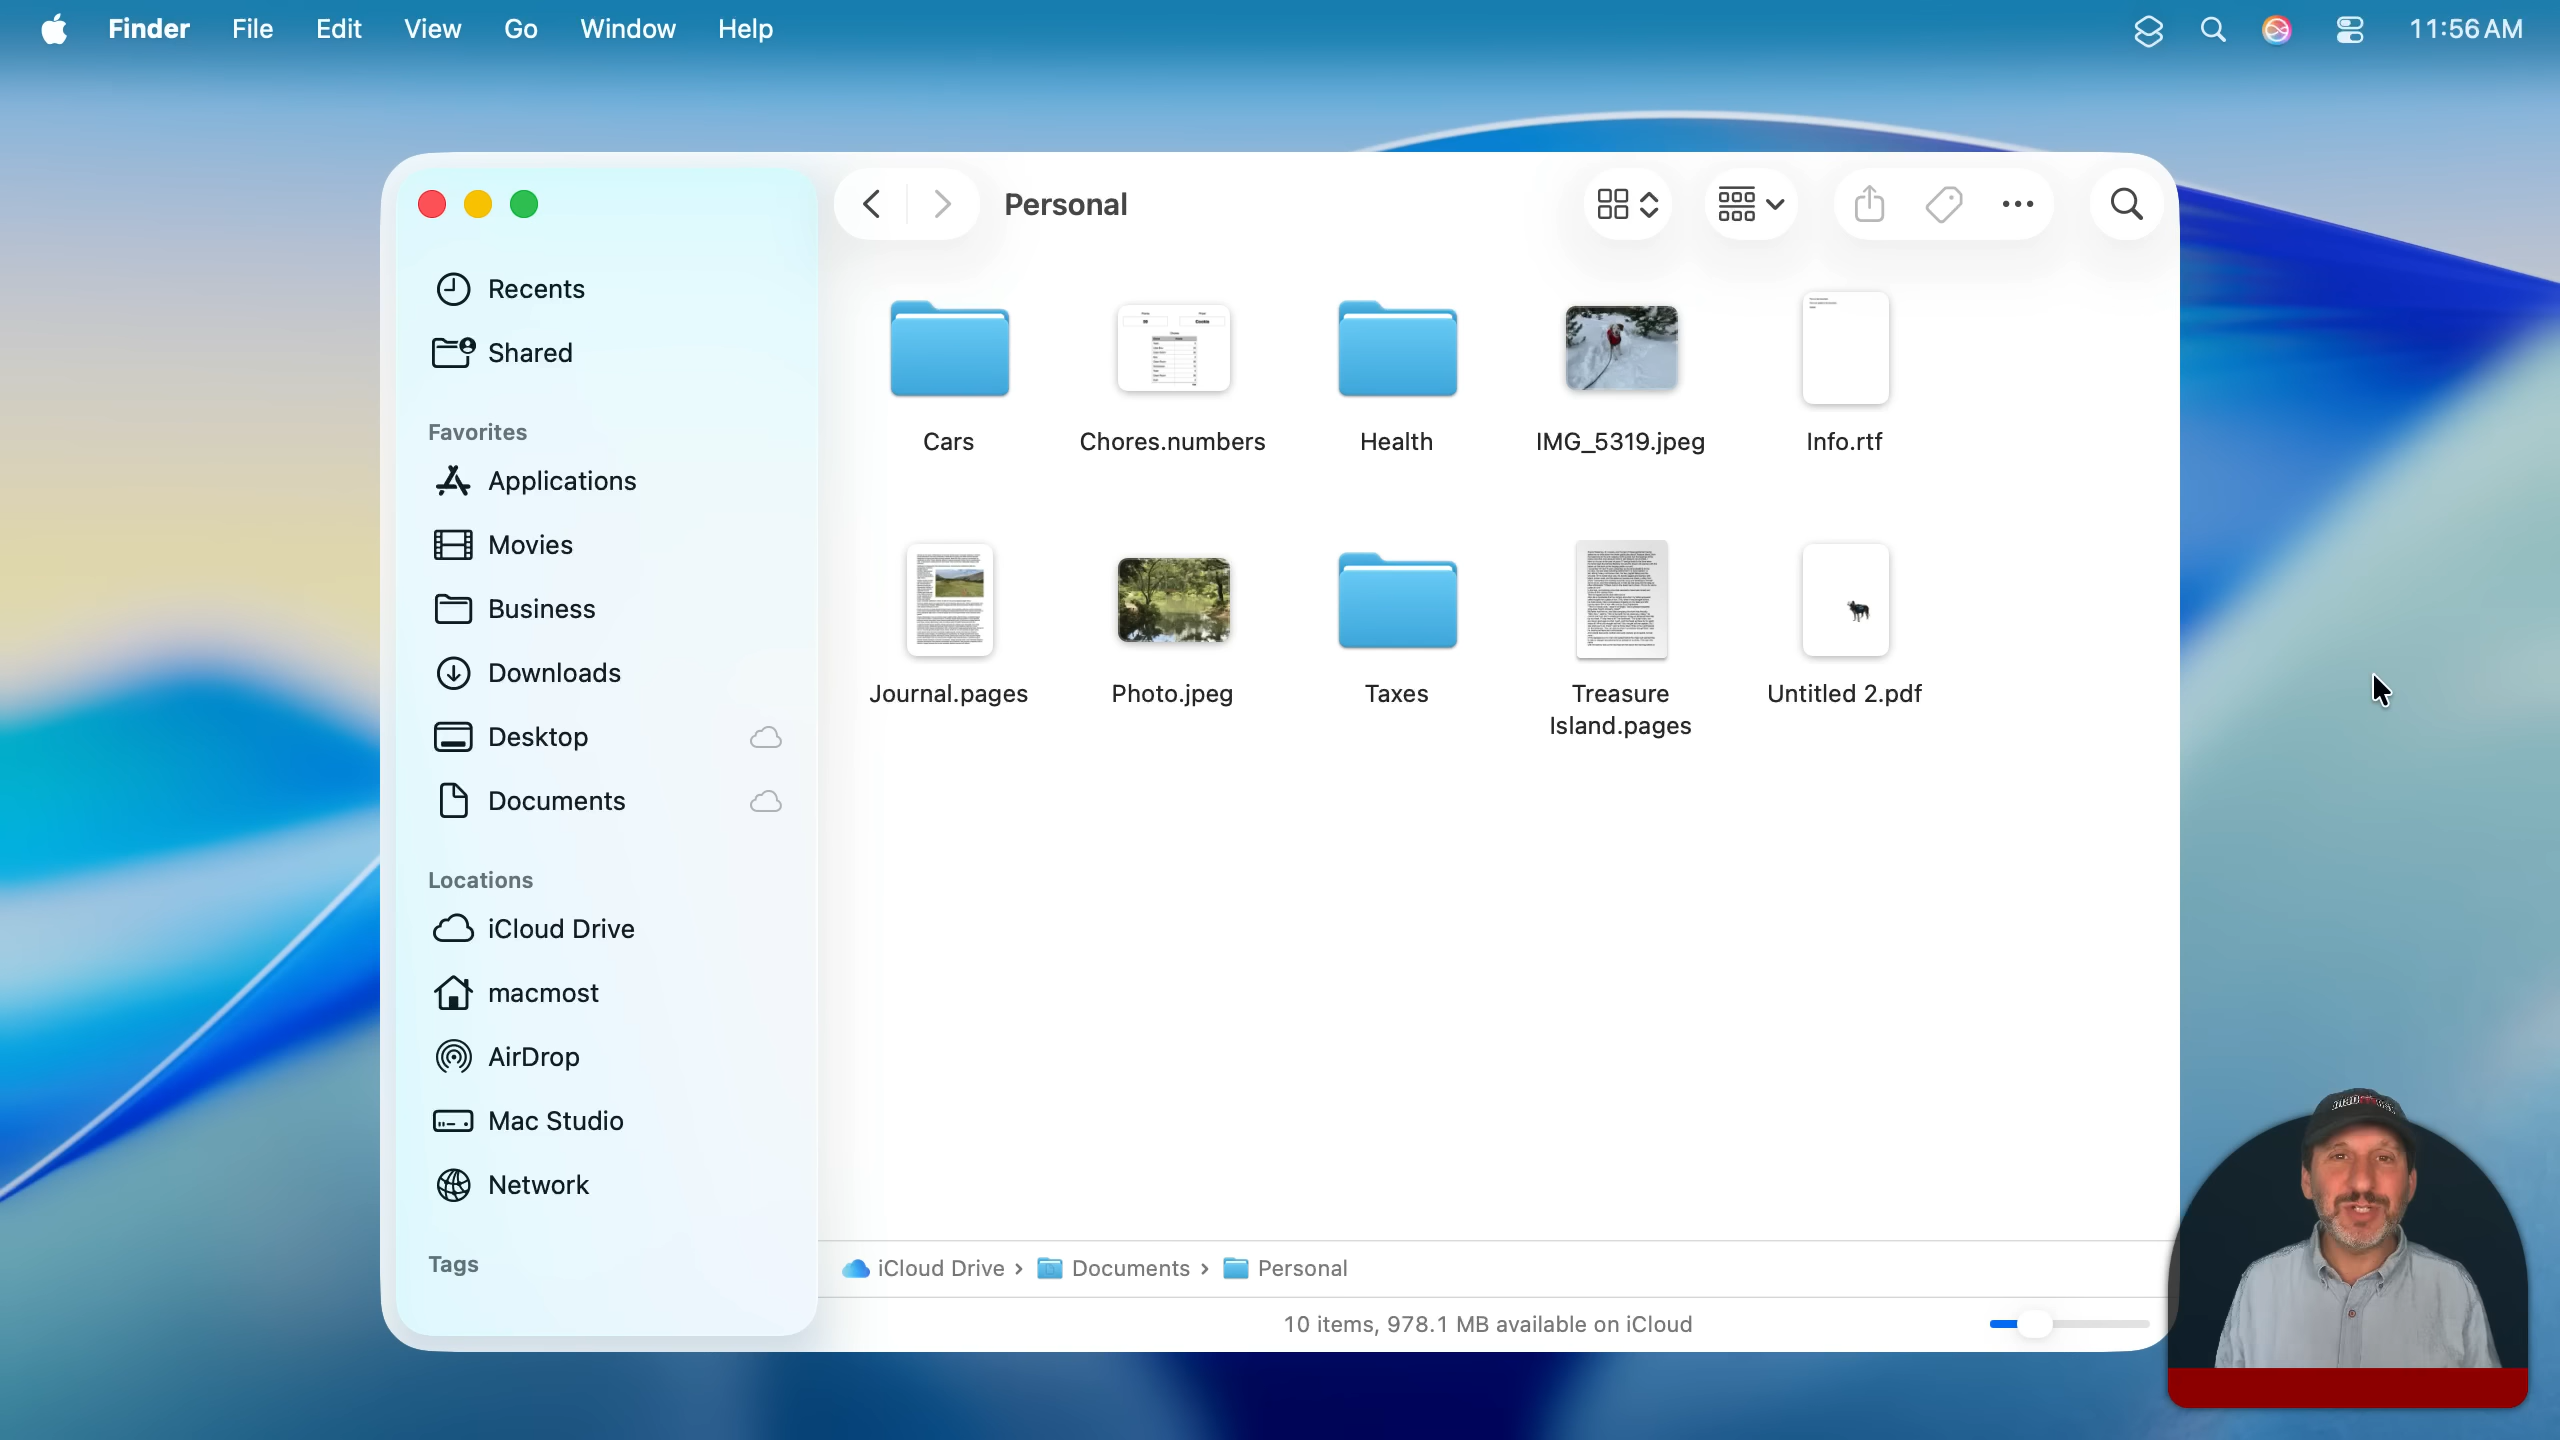 Finder File Edit View Go Window Help 11:56 AM
Personal
Recents
Shared
Favorites
Applications
Movies
Business
Downloads
Desktop
Documents
Locations
iCloud Drive
macmost
AirDrop
Mac Studio
Network
Tags
Cars Chores.numbers Health IMG_5319.jpeg Info.rtf
Journal.pages Photo.jpeg Taxes Treasure Island.pages Untitled 2.pdf
iCloud Drive › Documents › Personal
10 items, 978.1 MB available on iCloud